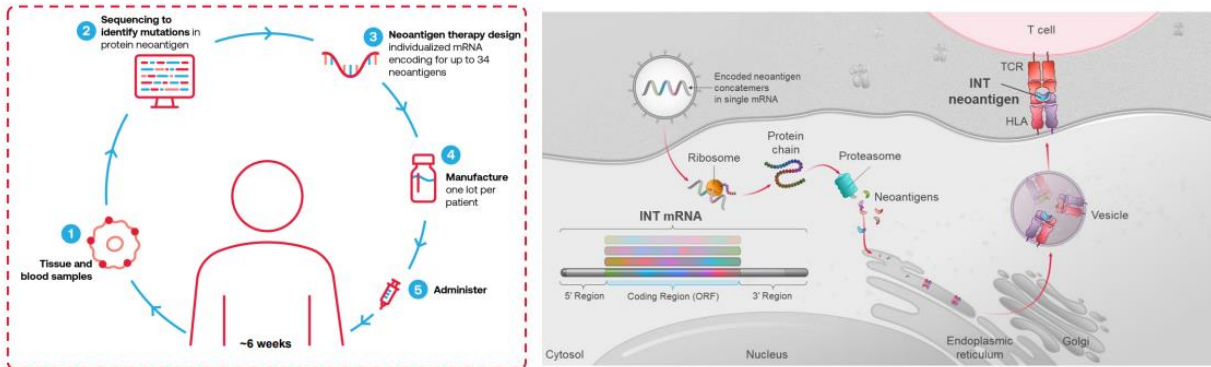 2
Sequencing to
identify mutations in
protein neoantigen
3
Neoantigen therapy design
individualized mRNA
encoding for up to 34
neoantigens
4
Manufacture
one lot per
patient
1
Tissue and
blood samples
5 Administer
~6 weeks
T cell
TCR
INT
neoantigen
HLA
Encoded neoantigen
concatemers
in single mRNA
Ribosome
Protein
chain
Proteasome
Neoantigens
Vesicle
INT mRNA
5' Region
Coding Region (ORF)
3' Region
Cytosol
Nucleus
Endoplasmic
reticulum
Golgi